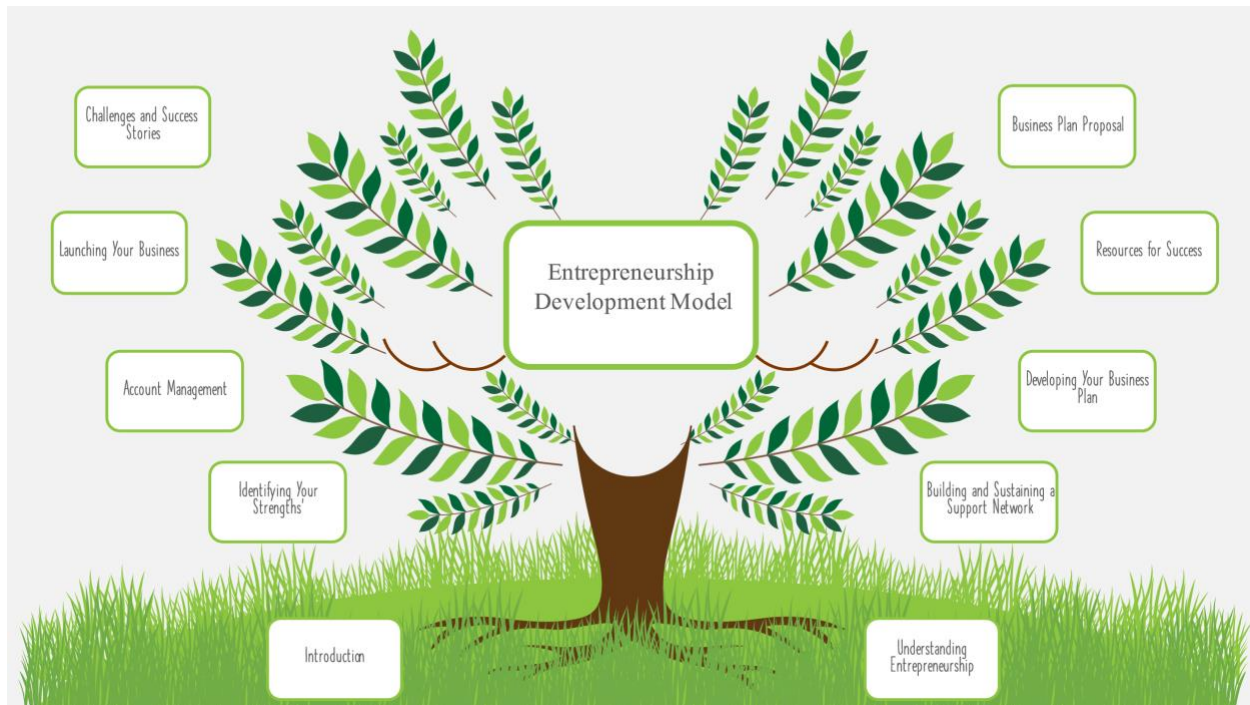 Challenges and Success
Stories
Business Plan Proposal
Launching Your Business
Entrepreneurship
Development Model
Resources for Success
Account Management
Developing Your Business
Plan
Identifying Your
Strengths'
Building and Sustaining a
Support Network
Introduction
Understanding
Entrepreneurship